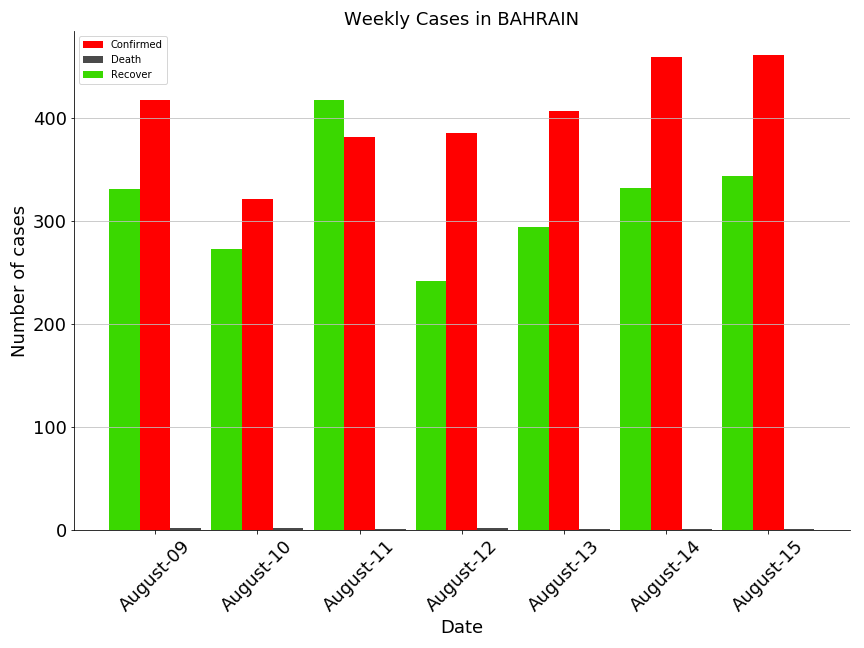 Weekly Cases in BAHRAIN
Confirmed
Death
Recover
Number of cases
400
300
200
100
0
August-09
August-10
August-11
August-12
August-13
August-14
August-15
Date